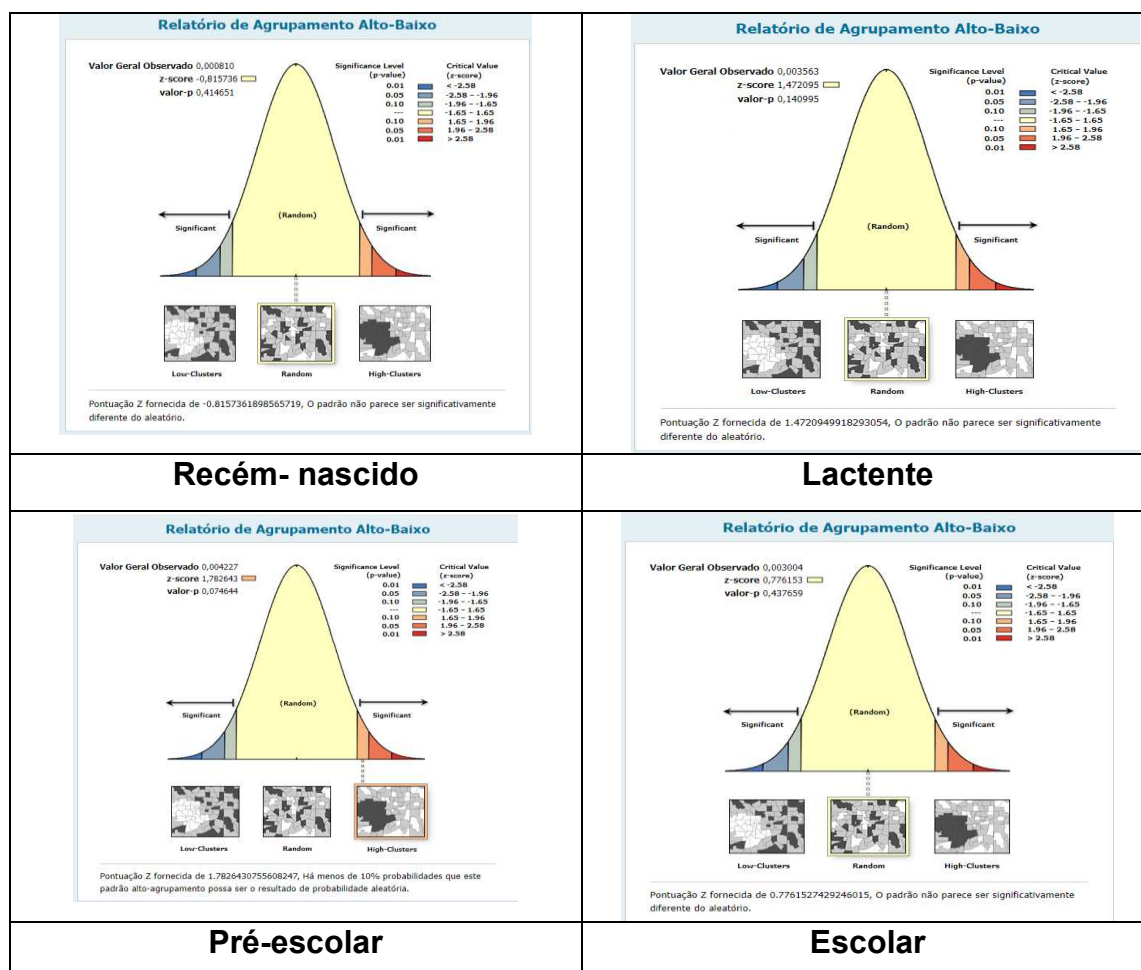 Relatório de Agrupamento Alto-Baixo
Valor Geral Observado 0,000810
z-score -0,815736
valor-p 0,414651
Significance Level (p-value)
Critical Value (z-score)
0.01 < -2.58
0.05 -2.58 - -1.96
0.10 -1.96 - -1.65
--- -1.65 - 1.65
0.10 1.65 - 1.96
0.05 1.96 - 2.58
0.01 > 2.58
(Random)
Significant
Significant
Low-Clusters
Random
High-Clusters
Pontuação Z fornecida de -0.8157361898565719, O padrão não parece ser significativamente
diferente do aleatório.
Recém- nascido
Relatório de Agrupamento Alto-Baixo
Valor Geral Observado 0,003563
z-score 1,472095
valor-p 0,140995
Significance Level (p-value)
Critical Value (z-score)
0.01 < -2.58
0.05 -2.58 - -1.96
0.10 -1.96 - -1.65
--- -1.65 - 1.65
0.10 1.65 - 1.96
0.05 1.96 - 2.58
0.01 > 2.58
(Random)
Significant
Significant
Low-Clusters
Random
High-Clusters
Pontuação Z fornecida de 1.4720949918293054, O padrão não parece ser significativamente
diferente do aleatório.
Lactente
Relatório de Agrupamento Alto-Baixo
Valor Geral Observado 0,004227
z-score 1,782643
valor-p 0,074644
Significance Level (p-value)
Critical Value (z-score)
0.01 < -2.58
0.05 -2.58 - -1.96
0.10 -1.96 - -1.65
--- -1.65 - 1.65
0.10 1.65 - 1.96
0.05 1.96 - 2.58
0.01 > 2.58
(Random)
Significant
Significant
Low-Clusters
Random
High-Clusters
Pontuação Z fornecida de 1.7826430755608247, Há menos de 10% probabilidades que este
padrão alto-agrupamento possa ser o resultado de probabilidade aleatória.
Pré-escolar
Relatório de Agrupamento Alto-Baixo
Valor Geral Observado 0,003004
z-score 0,776153
valor-p 0,437659
Significance Level (p-value)
Critical Value (z-score)
0.01 < -2.58
0.05 -2.58 - -1.96
0.10 -1.96 - -1.65
--- -1.65 - 1.65
0.10 1.65 - 1.96
0.05 1.96 - 2.58
0.01 > 2.58
(Random)
Significant
Significant
Low-Clusters
Random
High-Clusters
Pontuação Z fornecida de 0.7761527429246015, O padrão não parece ser significativamente
diferente do aleatório.
Escolar